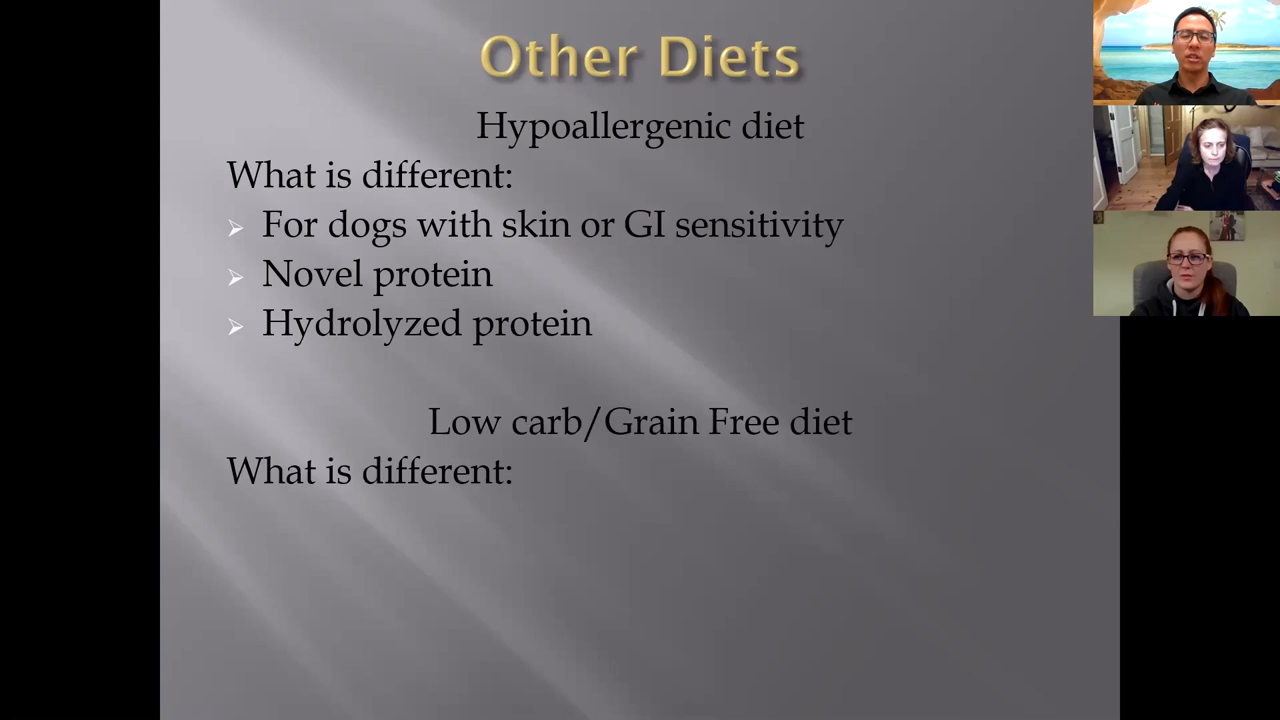 Other Diets
Hypoallergenic diet
What is different:
For dogs with skin or GI sensitivity
Novel protein
Hydrolyzed protein
Low carb/Grain Free diet
What is different: